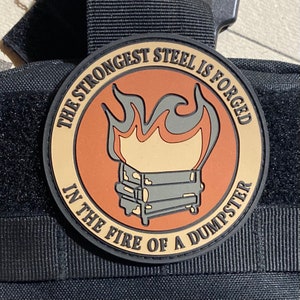 THE STRONGEST STEEL IS FORGED
IN THE FIRE OF A DUMPSTER